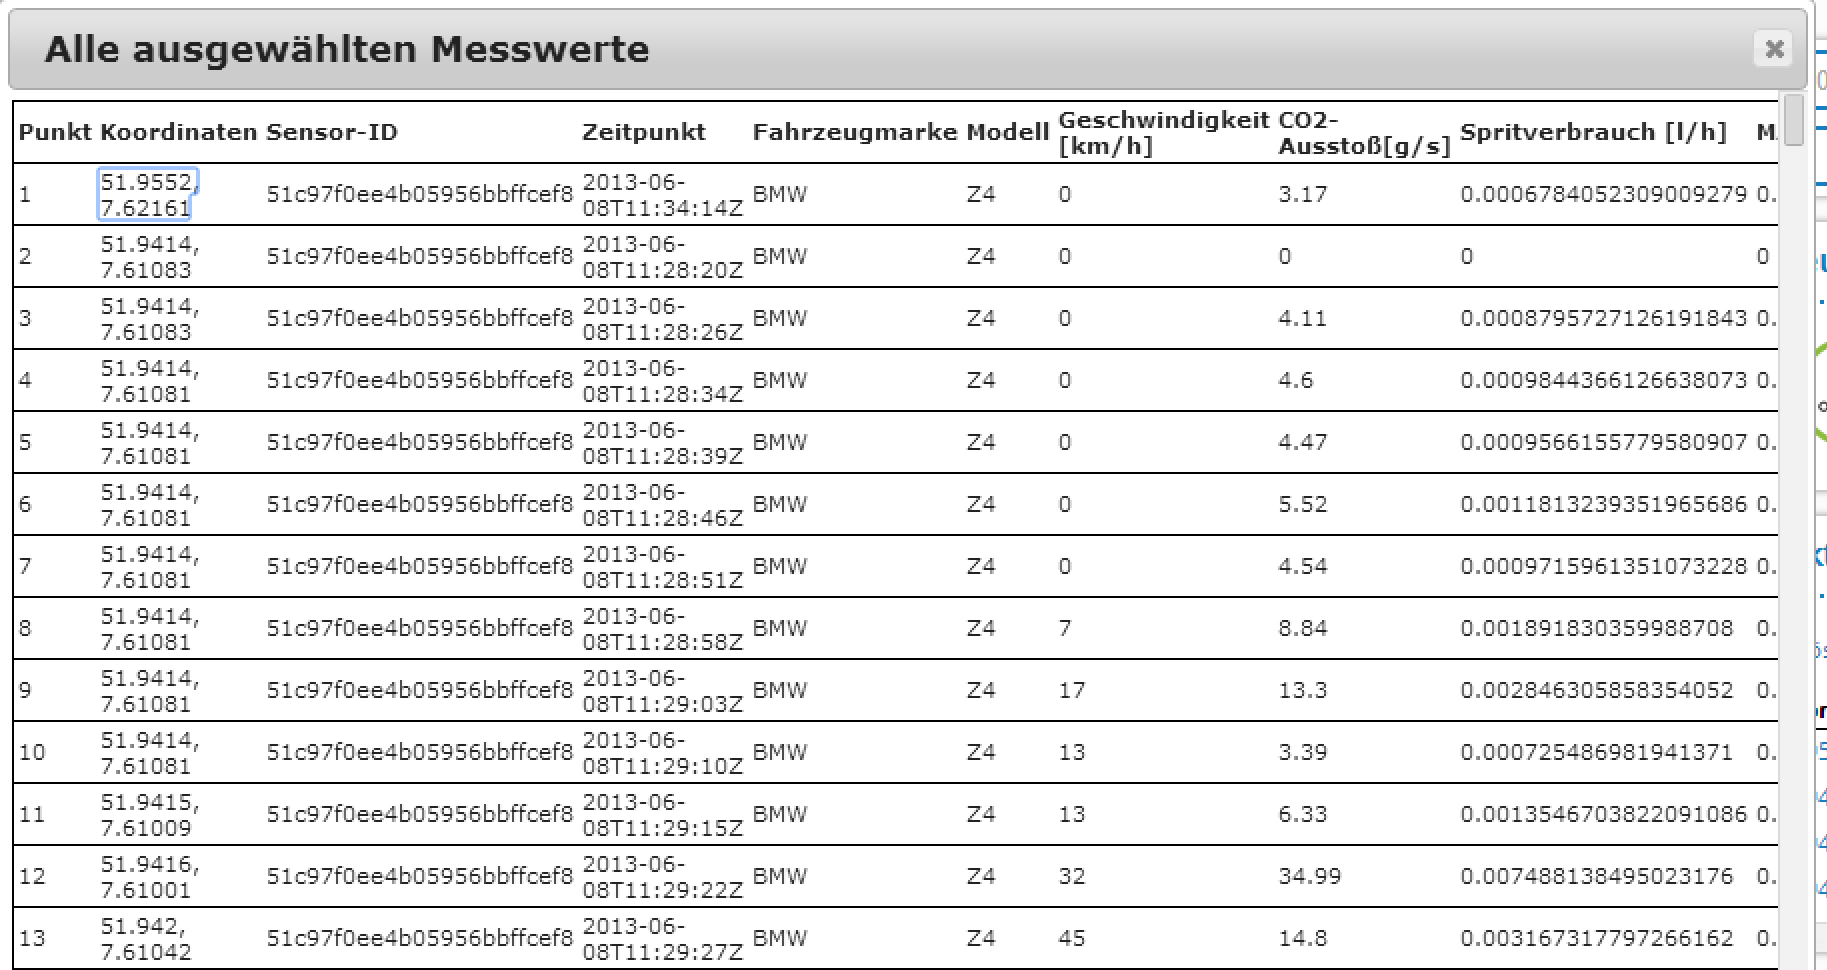 Alle ausgewählten Messwerte
Punkt Koordinaten Sensor-ID Zeitpunkt Fahrzeugmarke Modell Geschwindigkeit [km/h] CO2-Ausstoß[g/s] Spritverbrauch [l/h]
1 51.9552, 7.62161 51c97f0ee4b05956bbffcef8 2013-06-08T11:34:14Z BMW Z4 0 3.17 0.0006784052309009279 0.
2 51.9414, 7.61083 51c97f0ee4b05956bbffcef8 2013-06-08T11:28:20Z BMW Z4 0 0 0 0
3 51.9414, 7.61083 51c97f0ee4b05956bbffcef8 2013-06-08T11:28:26Z BMW Z4 0 4.11 0.0008795727126191843 0.
4 51.9414, 7.61081 51c97f0ee4b05956bbffcef8 2013-06-08T11:28:34Z BMW Z4 0 4.6 0.0009844366126638073 0.
5 51.9414, 7.61081 51c97f0ee4b05956bbffcef8 2013-06-08T11:28:39Z BMW Z4 0 4.47 0.0009566155779580907 0.
6 51.9414, 7.61081 51c97f0ee4b05956bbffcef8 2013-06-08T11:28:46Z BMW Z4 0 5.52 0.0011813239351965686 0.
7 51.9414, 7.61081 51c97f0ee4b05956bbffcef8 2013-06-08T11:28:51Z BMW Z4 0 4.54 0.0009715961351073228 0.
8 51.9414, 7.61081 51c97f0ee4b05956bbffcef8 2013-06-08T11:28:58Z BMW Z4 7 8.84 0.001891830359988708 0.
9 51.9414, 7.61081 51c97f0ee4b05956bbffcef8 2013-06-08T11:29:03Z BMW Z4 17 13.3 0.002846305858354052 0.
10 51.9414, 7.61081 51c97f0ee4b05956bbffcef8 2013-06-08T11:29:10Z BMW Z4 13 3.39 0.000725486981941371 0.
11 51.9415, 7.61009 51c97f0ee4b05956bbffcef8 2013-06-08T11:29:15Z BMW Z4 13 6.33 0.0013546703822091086 0.
12 51.9416, 7.61001 51c97f0ee4b05956bbffcef8 2013-06-08T11:29:22Z BMW Z4 32 34.99 0.007488138495023176 0.
13 51.942, 7.61042 51c97f0ee4b05956bbffcef8 2013-06-08T11:29:27Z BMW Z4 45 14.8 0.003167317797266162 0.